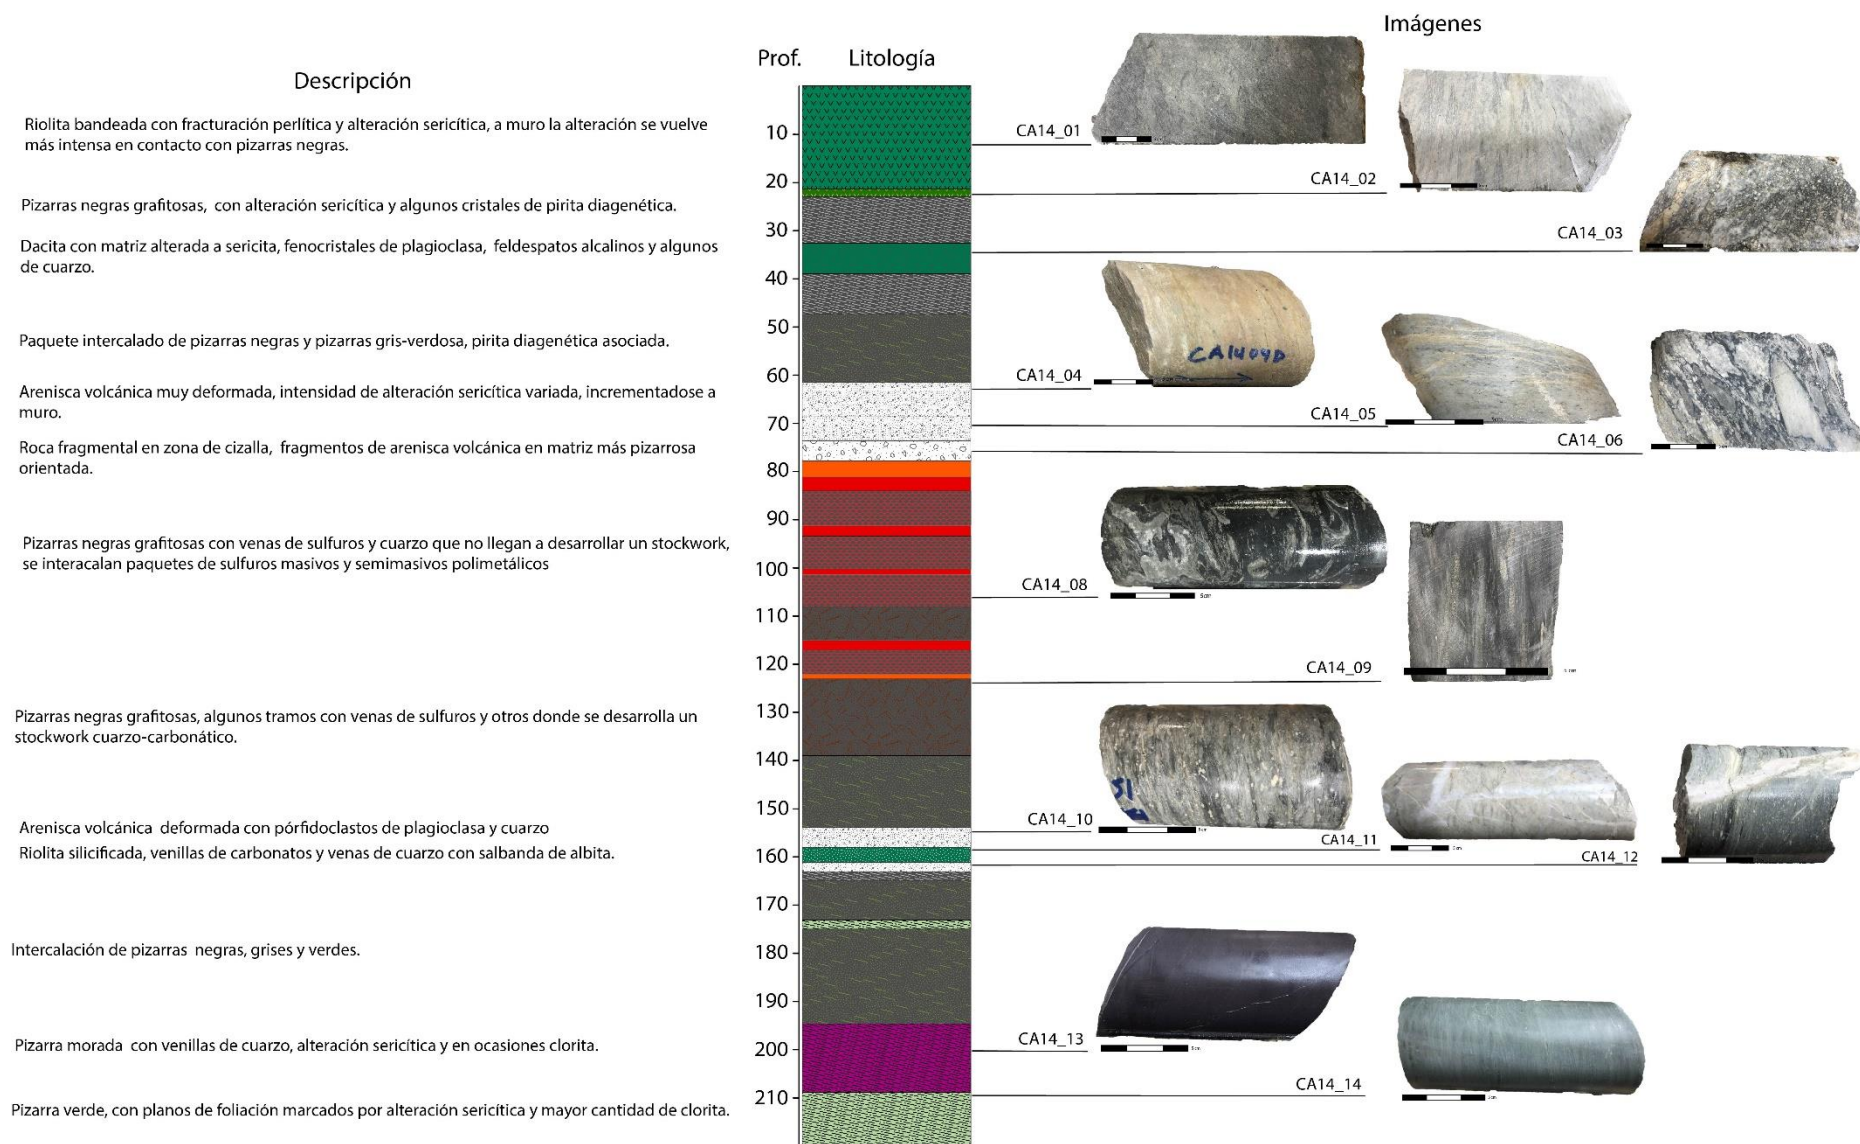 Imágenes
Prof.
Litología
Descripción
Riolita bandeada con fracturación perlítica y alteración sericítica, a muro la alteración se vuelve
más intensa en contacto con pizarras negras.
Pizarras negras grafitosas, con alteración sericítica y algunos cristales de pirita diagenética.
Dacita con matriz alterada a sericita, fenocristales de plagioclasa, feldespatos alcalinos y algunos
de cuarzo.
Paquete intercalado de pizarras negras y pizarras gris-verdosa, pirita diagenética asociada.
Arenisca volcánica muy deformada, intensidad de alteración sericítica variada, incrementadose a
muro.
Roca fragmental en zona de cizalla, fragmentos de arenisca volcánica en matriz más pizarrosa
orientada.
Pizarras negras grafitosas con venas de sulfuros y cuarzo que no llegan a desarrollar un stockwork,
se interacalan paquetes de sulfuros masivos y semimasivos polimetálicos
Pizarras negras grafitosas, algunos tramos con venas de sulfuros y otros donde se desarrolla un
stockwork cuarzo-carbonático.
Arenisca volcánica deformada con pórfidoclastos de plagioclasa y cuarzo
Riolita silicificada, venillas de carbonatos y venas de cuarzo con salbanda de albita.
Intercalación de pizarras negras, grises y verdes.
Pizarra morada con venillas de cuarzo, alteración sericítica y en ocasiones clorita.
Pizarra verde, con planos de foliación marcados por alteración sericítica y mayor cantidad de clorita.
10
20
30
40
50
60
70
80
90
100
110
120
130
140
150
160
170
180
190
200
210
CA14_01
CA14_02
CA14_03
CA14_04
CA1404D
CA14_05
CA14_06
CA14_08
5cm
CA14_09
CA14_10
CA14_11
CA14_12
CA14_13
CA14_14